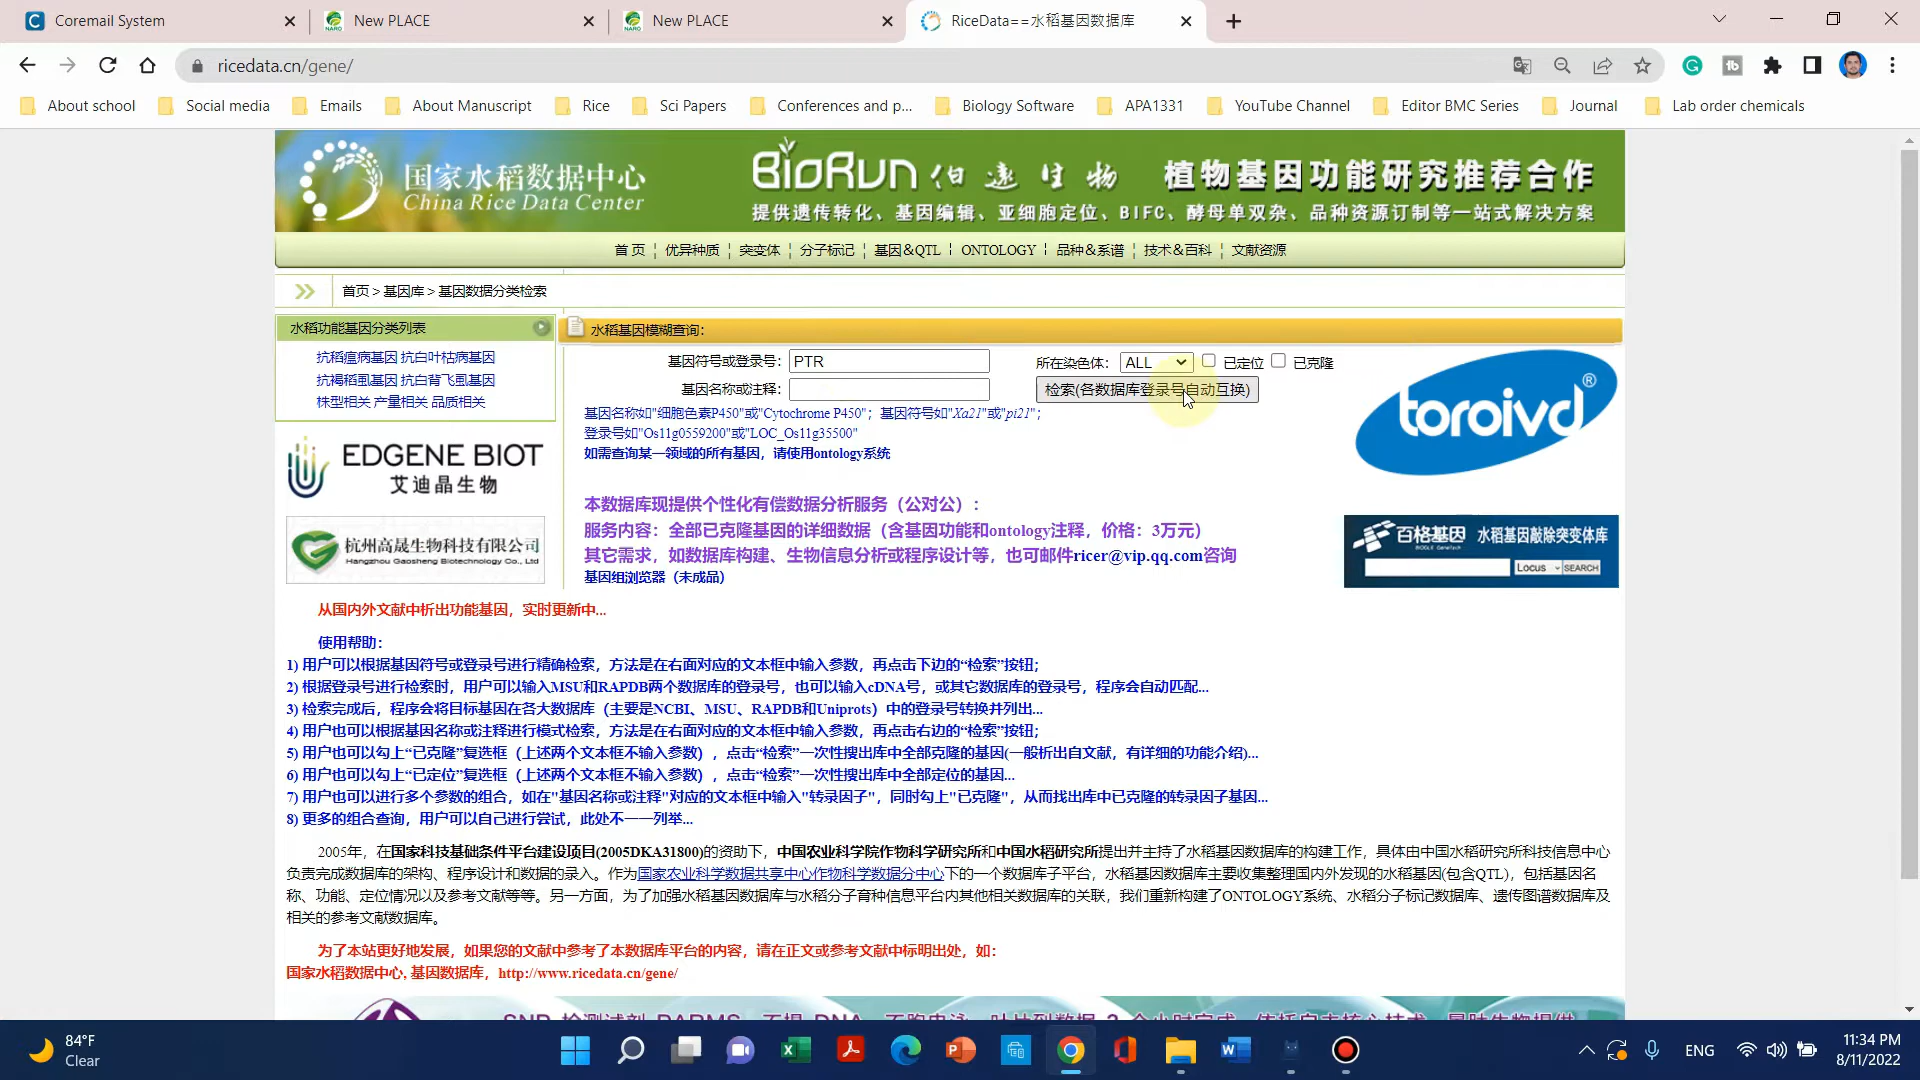 Coremail System
New PLACE
New PLACE
RiceData==水稻基因数据库
ricedata.cn/gene/
About school
Social media
Emails
About Manuscript
Rice
Sci Papers
Conferences and p...
Biology Software
APA1331
YouTube Channel
Editor BMC Series
Journal
Lab order chemicals
国家水稻数据中心
China Rice Data Center
BioRun 伯远生物
植物基因功能研究推荐合作
提供遗传转化、基因编辑、亚细胞定位、BIFC、酵母单双杂、品种资源订制等一站式解决方案
首 页 ¦ 优异种质 ¦ 突变体 ¦ 分子标记 ¦ 基因&QTL ¦ ONTOLOGY ¦ 品种&系谱 ¦ 技术&百科 ¦ 文献资源
首页 > 基因库 > 基因数据分类检索
水稻功能基因分类列表
抗稻瘟病基因 抗白叶枯病基因
抗褐稻虱基因 抗白背飞虱基因
株型相关 产量相关 品质相关
EDGENE BIOT
艾迪晶生物
杭州高晟生物科技有限公司
Hangzhou Gaosheng Biotechnology Co., Ltd
水稻基因模糊查询：
基因符号或登录号：
PTR
所在染色体：
ALL
已定位
已克隆
基因名称或注释：
检索(各数据库登录号自动互换)
基因名称如"细胞色素P450"或"Cytochrome P450"；基因符号如"Xa21"或"pi21"；
登录号如"Os11g0559200"或"LOC_Os11g35500"
如需查询某一领域的所有基因，请使用ontology系统
本数据库现提供个性化有偿数据分析服务（公对公）：
服务内容：全部已克隆基因的详细数据（含基因功能和ontology注释，价格：3万元）
其它需求，如数据库构建、生物信息分析或程序设计等，也可邮件ricer@vip.qq.com咨询
基因组浏览器（未成品）
toroivd®
百格基因
BIOGLE GeneTech
水稻基因敲除突变体库
Locus
SEARCH
从国内外文献中析出功能基因，实时更新中...
使用帮助：
1) 用户可以根据基因符号或登录号进行精确检索，方法是在右面对应的文本框中输入参数，再点击下边的“检索”按钮;
2) 根据登录号进行检索时，用户可以输入MSU和RAPDB两个数据库的登录号，也可以输入cDNA号，或其它数据库的登录号，程序会自动匹配...
3) 检索完成后，程序会将目标基因在各大数据库（主要是NCBI、MSU、RAPDB和Uniprots）中的登录号转换并列出...
4) 用户也可以根据基因名称或注释进行模式检索，方法是在右面对应的文本框中输入参数，再点击右边的“检索”按钮;
5) 用户也可以勾上“已克隆”复选框（上述两个文本框不输入参数），点击“检索”一次性搜出库中全部克隆的基因(一般析出自文献，有详细的功能介绍)...
6) 用户也可以勾上“已定位”复选框（上述两个文本框不输入参数），点击“检索”一次性搜出库中全部定位的基因...
7) 用户也可以进行多个参数的组合，如在"基因名称或注释"对应的文本框中输入"转录因子"，同时勾上"已克隆"，从而找出库中已克隆的转录因子基因...
8) 更多的组合查询，用户可以自己进行尝试，此处不一一列举...
2005年，在国家科技基础条件平台建设项目(2005DKA31800)的资助下，中国农业科学院作物科学研究所和中国水稻研究所提出并主持了水稻基因数据库的构建工作，具体由中国水稻研究所科技信息中心
负责完成数据库的架构、程序设计和数据的录入。作为国家农业科学数据共享中心作物科学数据分中心下的一个数据库子平台，水稻基因数据库主要收集整理国内外发现的水稻基因(包含QTL)，包括基因名
称、功能、定位情况以及参考文献等等。另一方面，为了加强水稻基因数据库与水稻分子育种信息平台内其他相关数据库的关联，我们重新构建了ONTOLOGY系统、水稻分子标记数据库、遗传图谱数据库及
相关的参考文献数据库。
为了本站更好地发展，如果您的文献中参考了本数据库平台的内容，请在正文或参考文献中标明出处，如：
国家水稻数据中心, 基因数据库，http://www.ricedata.cn/gene/
84°F
Clear
ENG
11:34 PM
8/11/2022